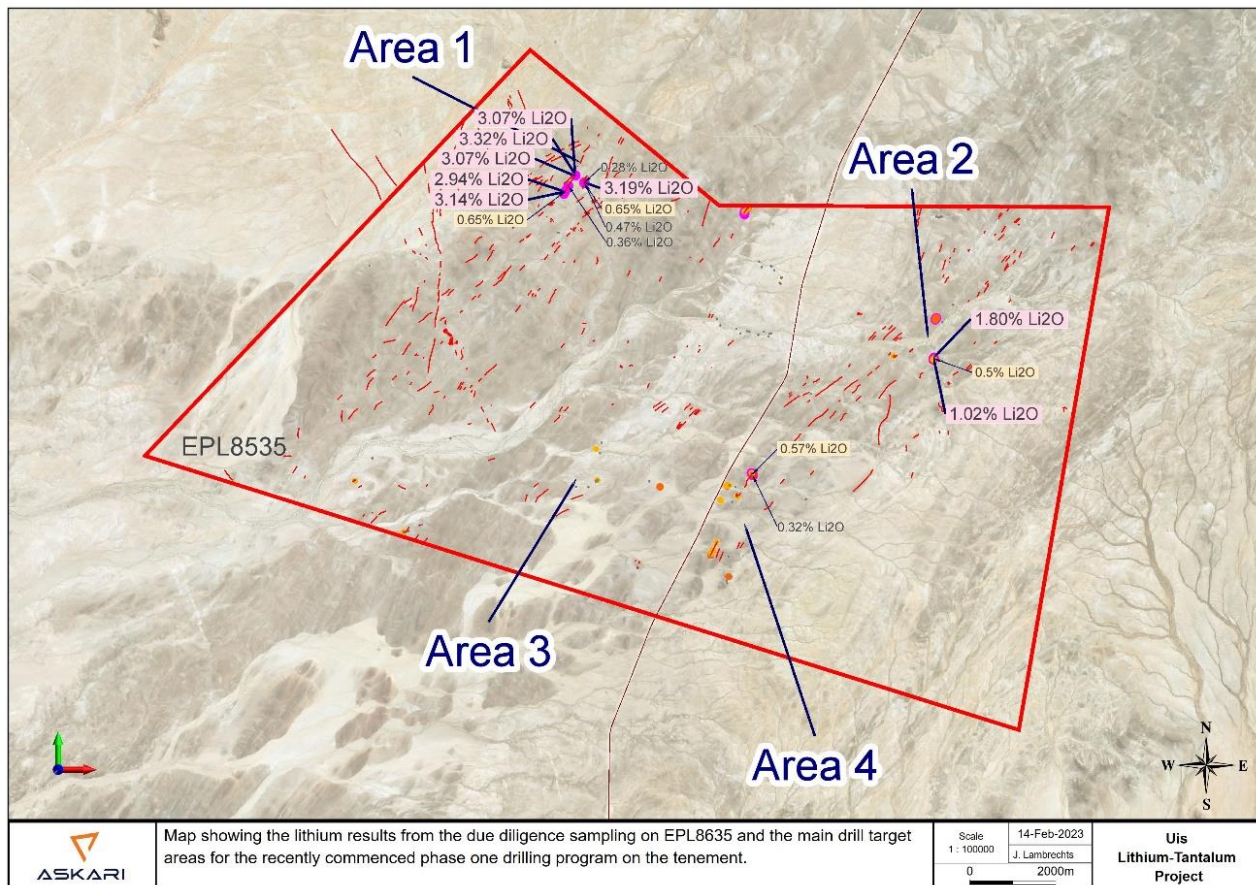 Area 1
3.07% Li2O
3.32% Li2O
3.07% Li2O
2.94% Li2O
3.14% Li2O
0.65% Li2O
0.28% Li2O
3.19% Li2O
0.65% Li2O
0.47% Li2O
0.36% Li2O
Area 2
1.80% Li2O
0.5% Li2O
1.02% Li2O
EPL8535
0.57% Li2O
0.32% Li2O
Area 3
Area 4
N
W
E
S
ASKARI
Map showing the lithium results from the due diligence sampling on EPL8635 and the main drill target
areas for the recently commenced phase one drilling program on the tenement.
Scale
1 : 100000
14-Feb-2023
J. Lambrechts
0 2000m
Uis
Lithium-Tantalum
Project